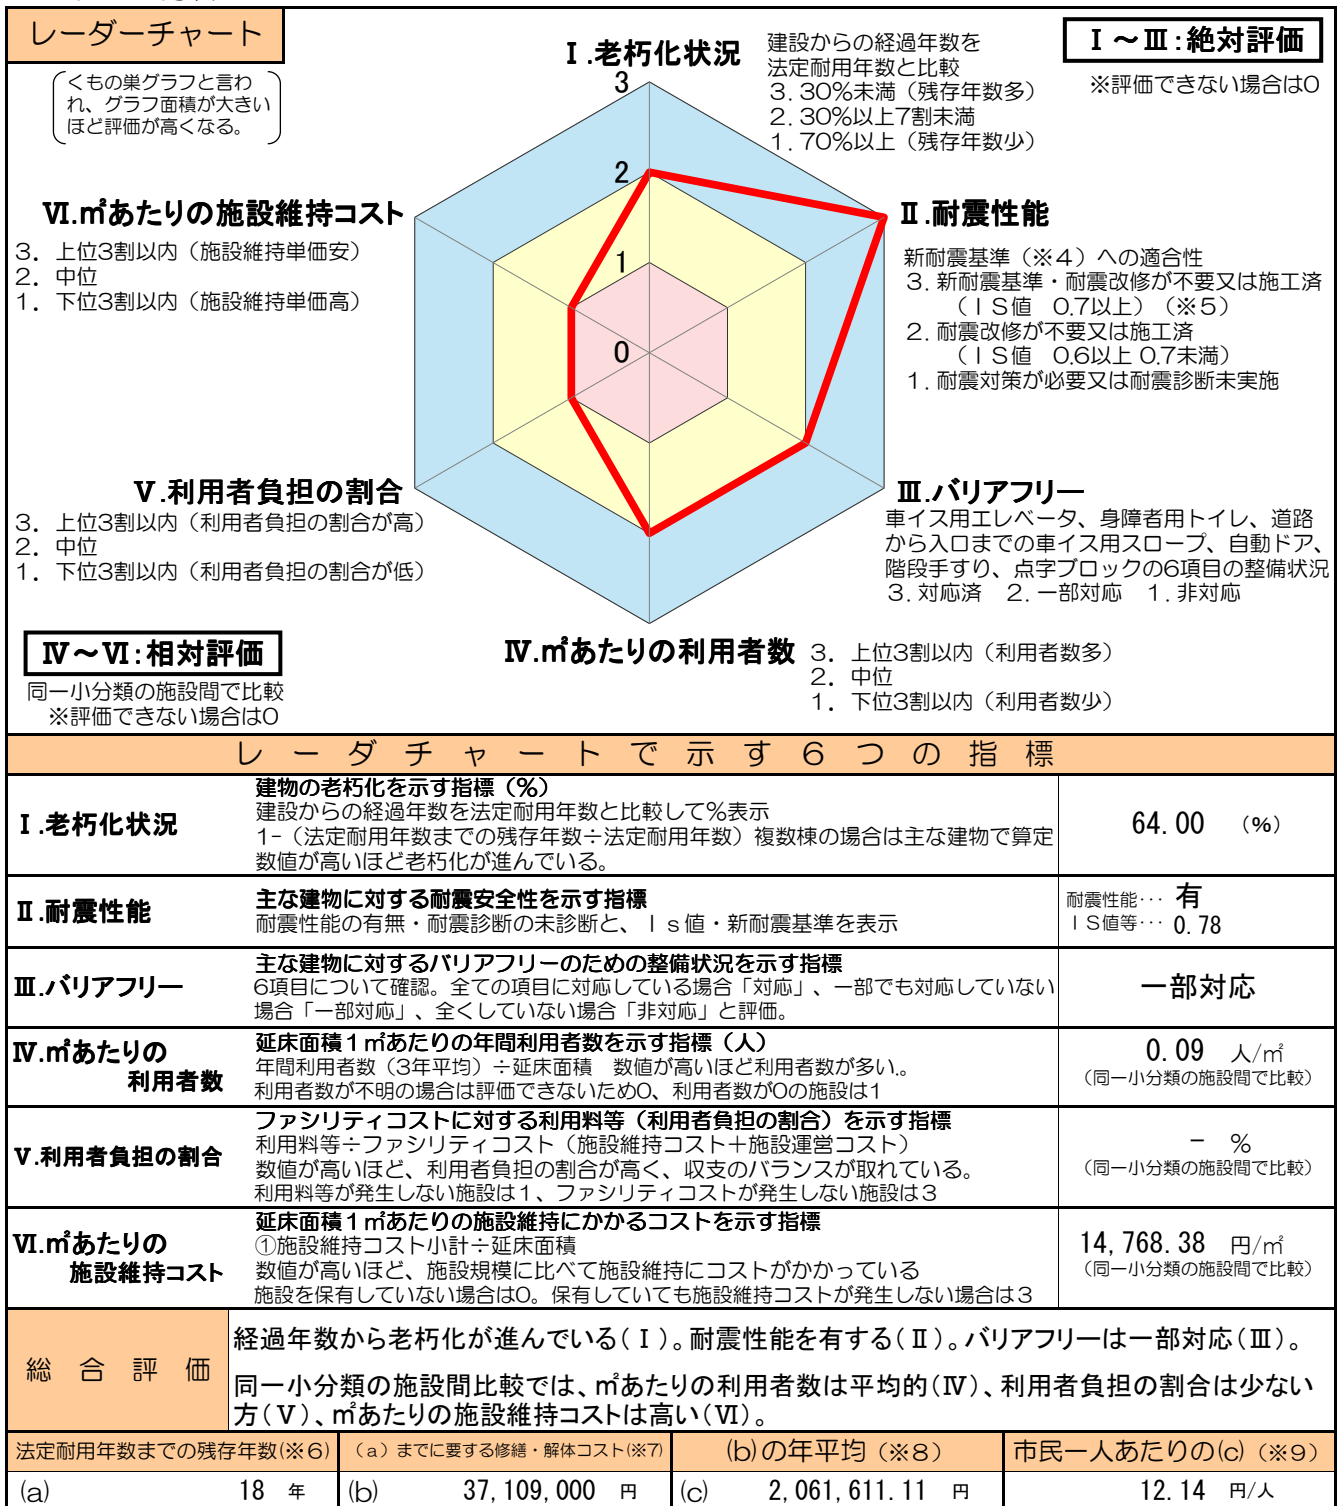 レーダーチャート
くもの巣グラフと言わ
れ、グラフ面積が大きい
ほど評価が高くなる。
Ⅰ.老朽化状況
建設からの経過年数を
法定耐用年数と比較
3. 30%未満（残存年数多）
2. 30%以上7割未満
1. 70%以上（残存年数少）
Ⅰ～Ⅲ:絶対評価
※評価できない場合は0
3
2
1
0
Ⅵ.㎡あたりの施設維持コスト
3. 上位3割以内（施設維持単価安）
2. 中位
1. 下位3割以内（施設維持単価高）
Ⅱ.耐震性能
新耐震基準（※4）への適合性
3. 新耐震基準・耐震改修が不要又は施工済
（ＩＳ値 0.7以上）（※5）
2. 耐震改修が不要又は施工済
（ＩＳ値 0.6以上 0.7未満）
1. 耐震対策が必要又は耐震診断未実施
Ⅴ.利用者負担の割合
3. 上位3割以内（利用者負担の割合が高）
2. 中位
1. 下位3割以内（利用者負担の割合が低）
Ⅲ.バリアフリー
車イス用エレベータ、身障者用トイレ、道路
から入口までの車イス用スロープ、自動ドア、
階段手すり、点字ブロックの6項目の整備状況
3. 対応済 2. 一部対応 1. 非対応
Ⅳ～Ⅵ:相対評価
同一小分類の施設間で比較
※評価できない場合は0
Ⅳ.㎡あたりの利用者数
3. 上位3割以内（利用者数多）
2. 中位
1. 下位3割以内（利用者数少）
レーダチャートで示す6つの指標
Ⅰ.老朽化状況
建物の老朽化を示す指標（%）
建設からの経過年数を法定耐用年数と比較して%表示
1-（法定耐用年数までの残存年数÷法定耐用年数）複数棟の場合は主な建物で算定
数値が高いほど老朽化が進んでいる。
64.00 （%）
Ⅱ.耐震性能
主な建物に対する耐震安全性を示す指標
耐震性能の有無・耐震診断の未診断と、Ｉｓ値・新耐震基準を表示
耐震性能… 有
ＩＳ値等… 0.78
Ⅲ.バリアフリー
主な建物に対するバリアフリーのための整備状況を示す指標
6項目について確認。全ての項目に対応している場合「対応」、一部でも対応していない
場合「一部対応」、全くしていない場合「非対応」と評価。
一部対応
Ⅳ.㎡あたりの
利用者数
延床面積１㎡あたりの年間利用者数を示す指標（人）
年間利用者数（3年平均）÷延床面積 数値が高いほど利用者数が多い。
利用者数が不明の場合は評価できないため0、利用者数が0の施設は1
0.09 人/㎡
（同一小分類の施設間で比較）
Ⅴ.利用者負担の割合
ファシリティコストに対する利用料等（利用者負担の割合）を示す指標
利用料等÷ファシリティコスト（施設維持コスト＋施設運営コスト）
数値が高いほど、利用者負担の割合が高く、収支のバランスが取れている。
利用料等が発生しない施設は１、ファシリティコストが発生しない施設は３
- %
（同一小分類の施設間で比較）
Ⅵ.㎡あたりの
施設維持コスト
延床面積１㎡あたりの施設維持にかかるコストを示す指標
①施設維持コスト小計÷延床面積
数値が高いほど、施設規模に比べて施設維持にコストがかかっている
施設を保有していない場合は0。保有していても施設維持コストが発生しない場合は３
14,768.38 円/㎡
（同一小分類の施設間で比較）
総合評価
経過年数から老朽化が進んでいる(Ⅰ)。耐震性能を有する(Ⅱ)。バリアフリーは一部対応(Ⅲ)。
同一小分類の施設間比較では、㎡あたりの利用者数は平均的(Ⅳ)、利用者負担の割合は少ない
方(Ⅴ)、㎡あたりの施設維持コストは高い(Ⅵ)。
法定耐用年数までの残存年数(※6)
（a）までに要する修繕・解体コスト(※7)
(b)の年平均（※8）
市民一人あたりの(c)（※9）
(a) 18 年
(b) 37,109,000 円
(c) 2,061,611.11 円
12.14 円/人